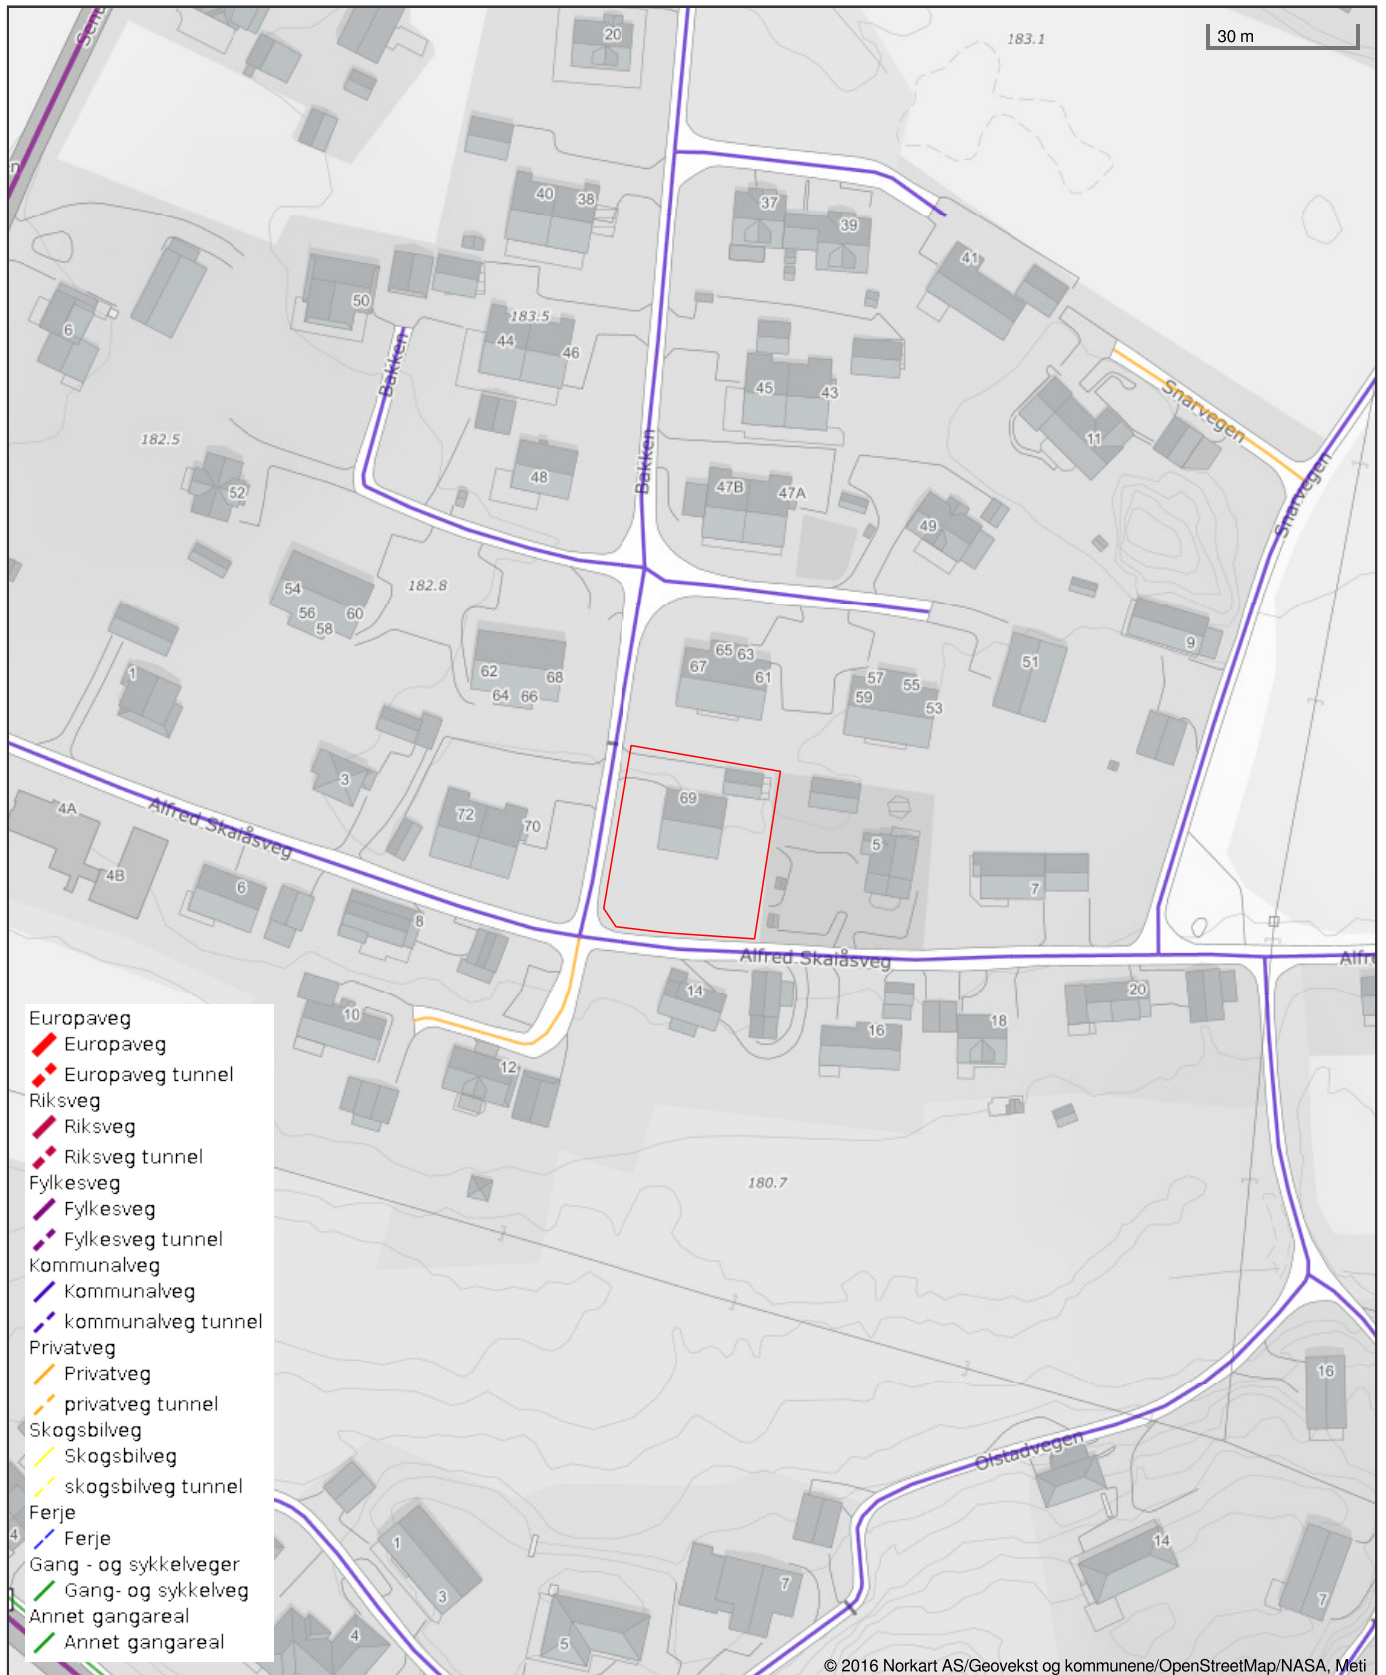 30 m
183.1
20
40
38
37
39
41
50
183.5
44
46
6
45
43
Bakken
Snarvegen
182.5
11
48
Bakken
52
47B
47A
49
Snarvegen
54
56
60
58
182.8
9
62
68
64
66
65
63
67
61
57
55
59
53
51
1
3
69
4A
Alfred Skalåsveg
72
70
5
4B
6
7
8
Alfred Skalåsveg
Alfr
14
20
10
16
18
12
180.7
Europaveg
Europaveg
Europaveg tunnel
Riksveg
Riksveg
Riksveg tunnel
Fylkesveg
Fylkesveg
Fylkesveg tunnel
Kommunalveg
Kommunalveg
kommunalveg tunnel
Privatveg
Privatveg
privatveg tunnel
Skogsbilveg
Skogsbilveg
skogsbilveg tunnel
Ferje
Ferje
Gang - og sykkelveger
Gang- og sykkelveg
Annet gangareal
Annet gangareal
16
Olstadvegen
4
1
3
14
7
7
4
5
© 2016 Norkart AS/Geovekst og kommunene/OpenStreetMap/NASA, Meti